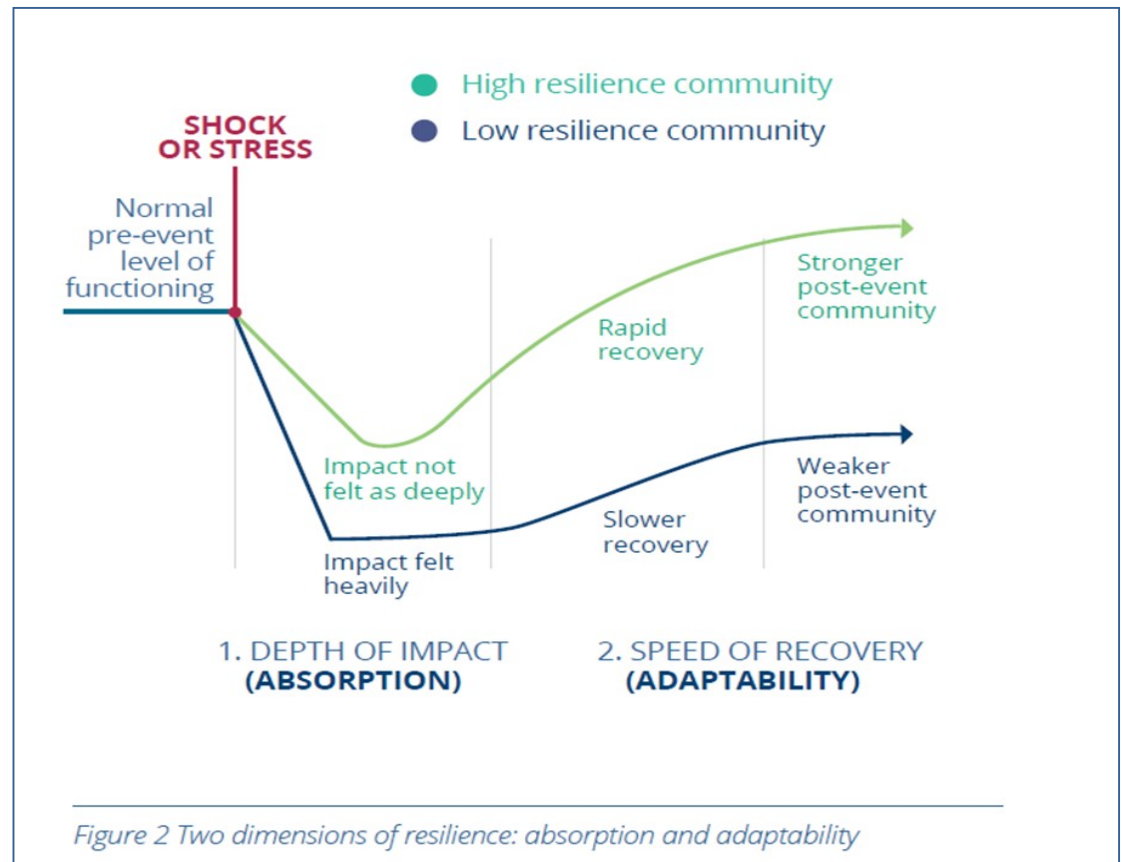 High resilience community
Low resilience community
SHOCK
OR STRESS
Normal
pre-event
level of
functioning
Stronger
post-event
community
Rapid
recovery
Impact not
felt as deeply
Weaker
post-event
community
Slower
recovery
Impact felt
heavily
1. DEPTH OF IMPACT
(ABSORPTION)
2. SPEED OF RECOVERY
(ADAPTABILITY)
Figure 2 Two dimensions of resilience: absorption and adaptability